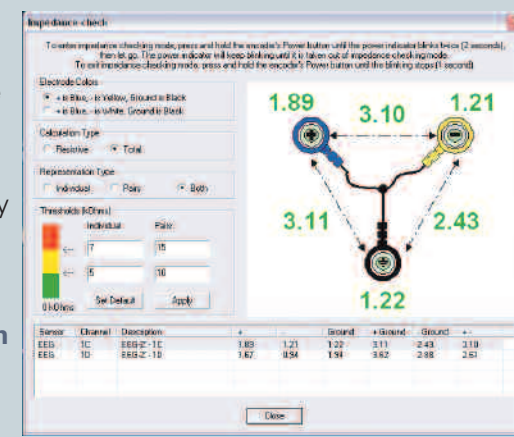 Impedance check
To enter impedance checking mode, press and hold the encoder's Power button until the power indicator blinks twice (2 seconds),
then let go. The power indicator will keep blinking until it is taken out of impedance checking mode.
To exit impedance checking mode, press and hold the encoder's Power button until the blinking stops (1 second)
Electrode Colors
+ is Blue, - is Yellow, Ground is Black
+ is Blue, - is White, Ground is Black
Calculation Type
Resistive Total
Representation Type
Individual Pairs Both
Thresholds (kOhms)
Individual Pairs
<-- 7 15
<-- 5 10
0 kOhms Set Default Apply
1.89 3.10 1.21
+ -
3.11 2.43
1.22
Sensor Channel Description + - Ground + Ground - Ground + -
EEG 1C EEG-Z - 1C 1.89 1.21 1.22 3.11 2.43 3.10
EEG 1D EEG-Z - 1D 1.67 0.94 1.94 2.88
Close
y
n